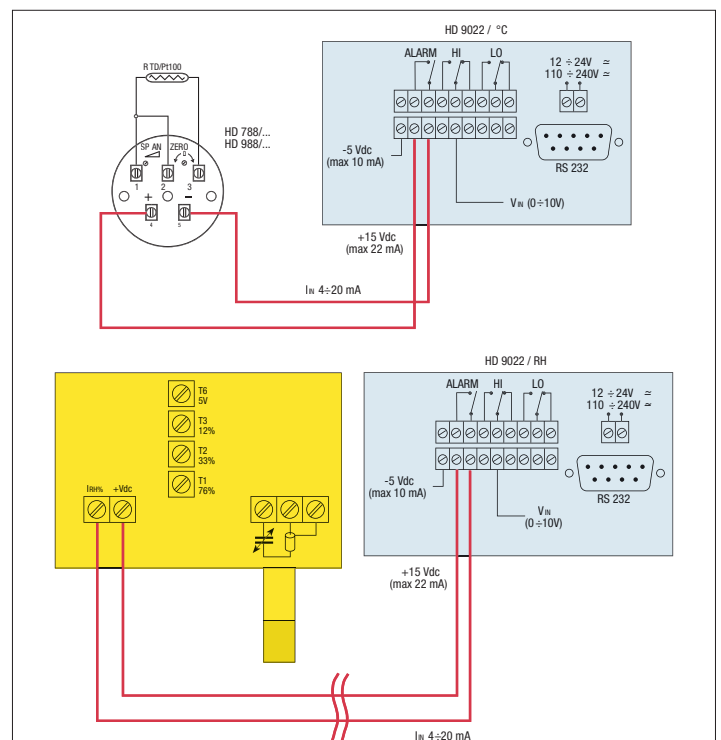 HD 9022 / °C
ALARM HI LO
12 ÷ 24V ≃
110 ÷ 240V ≃
R TD/Pt100
HD 788/...
HD 988/...
SP AN ZERO
0
1 2 3
+ -
4 5
-5 Vdc
(max 10 mA)
RS 232
VIN (0÷10V)
+15 Vdc
(max 22 mA)
IIN 4÷20 mA
HD 9022 / RH
ALARM HI LO
12 ÷ 24V ≃
110 ÷ 240V ≃
T6
5V
T3
12%
T2
33%
T1
76%
IRH% +Vdc
-5 Vdc
(max 10 mA)
RS 232
VIN
(0÷10V)
+15 Vdc
(max 22 mA)
IIN 4÷20 mA